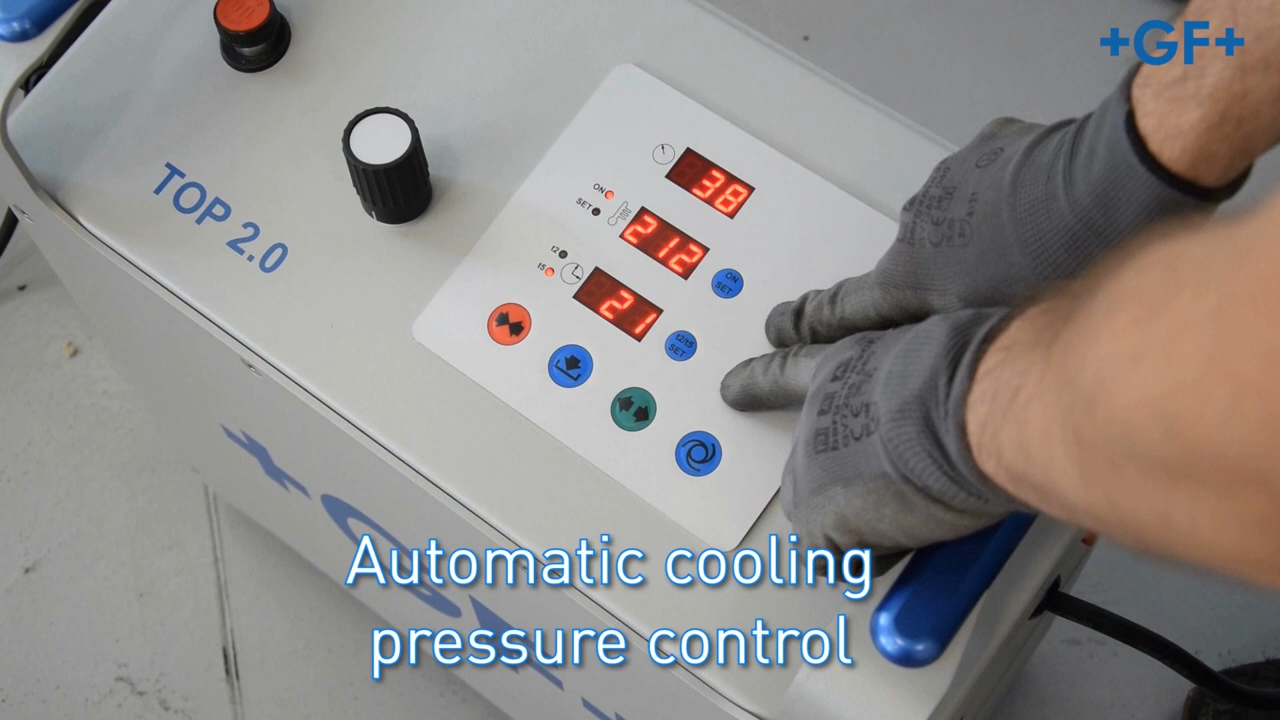 +GF+
TOP 2.0
38
ON
SET
212
ON
SET
t2
t5
21
t2/t5
SET
Automatic cooling
pressure control